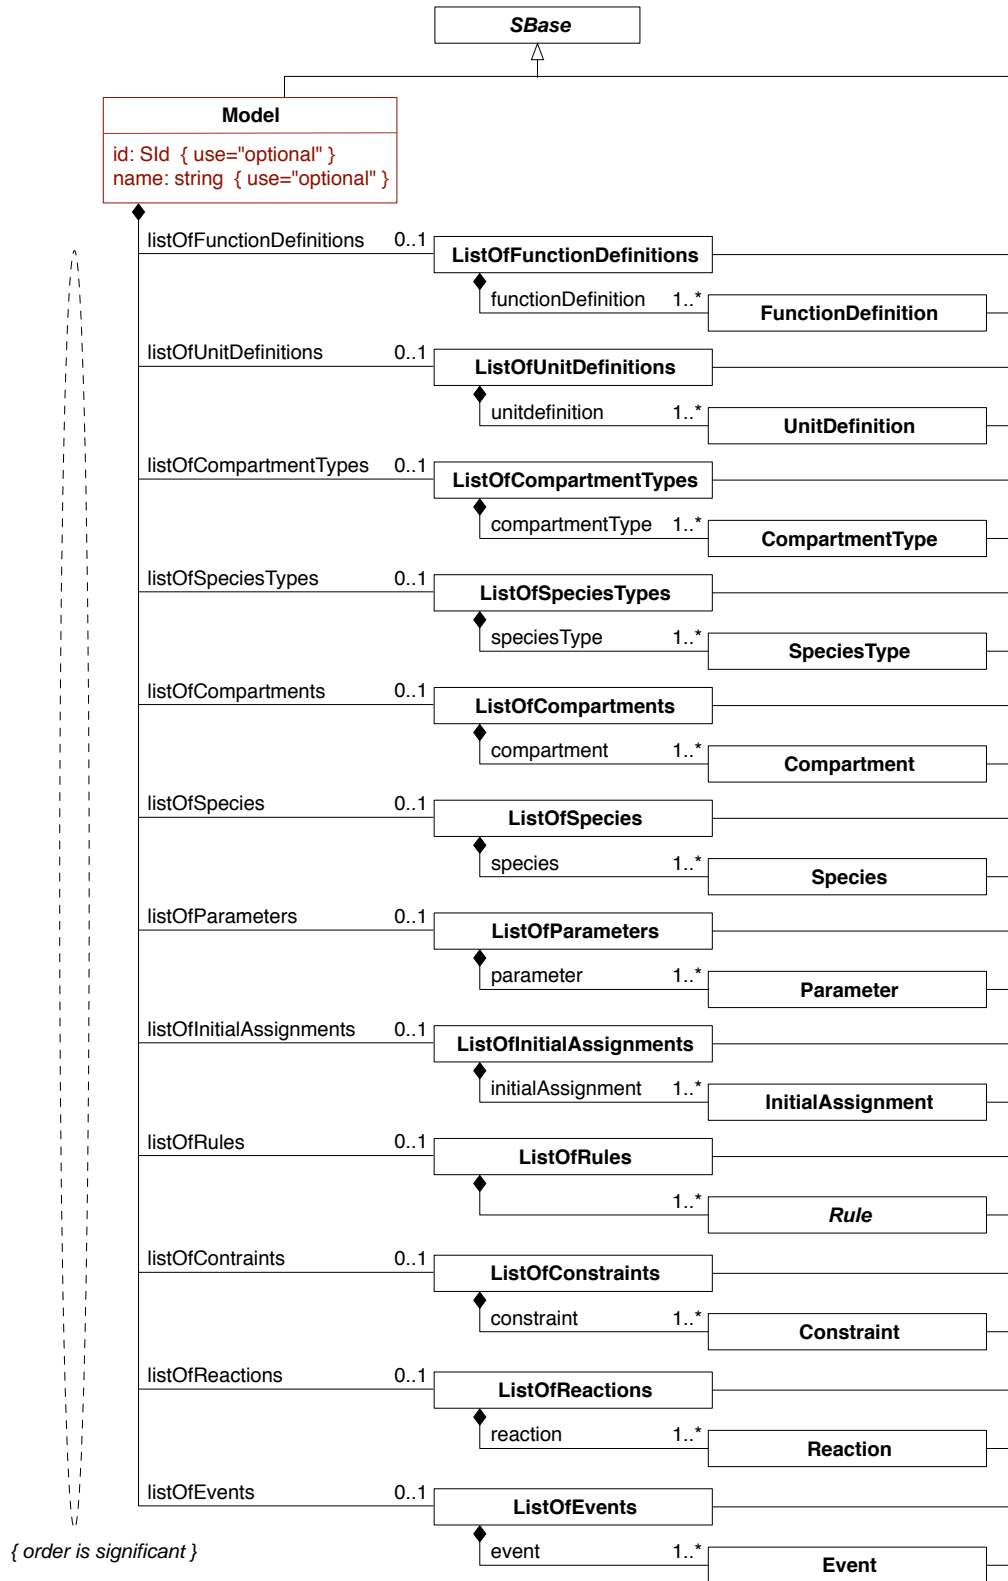 SBase
Model
id: SId { use="optional" }
name: string { use="optional" }
listOfFunctionDefinitions 0..1
ListOfFunctionDefinitions
functionDefinition 1..*
FunctionDefinition
listOfUnitDefinitions 0..1
ListOfUnitDefinitions
unitdefinition 1..*
UnitDefinition
listOfCompartmentTypes 0..1
ListOfCompartmentTypes
compartmentType 1..*
CompartmentType
listOfSpeciesTypes 0..1
ListOfSpeciesTypes
speciesType 1..*
SpeciesType
listOfCompartments 0..1
ListOfCompartments
compartment 1..*
Compartment
listOfSpecies 0..1
ListOfSpecies
species 1..*
Species
listOfParameters 0..1
ListOfParameters
parameter 1..*
Parameter
listOfInitialAssignments 0..1
ListOfInitialAssignments
initialAssignment 1..*
InitialAssignment
listOfRules 0..1
ListOfRules
1..*
Rule
listOfContraints 0..1
ListOfConstraints
constraint 1..*
Constraint
listOfReactions 0..1
ListOfReactions
reaction 1..*
Reaction
listOfEvents 0..1
ListOfEvents
event 1..*
Event
{ order is significant }